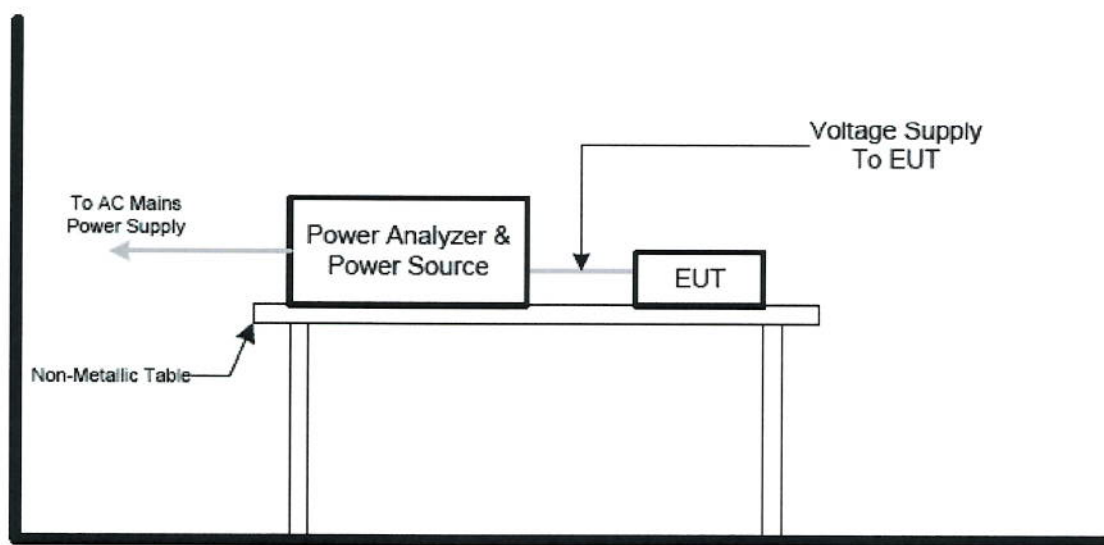 Voltage Supply
To EUT
To AC Mains
Power Supply
Power Analyzer &
Power Source
EUT
Non-Metallic Table